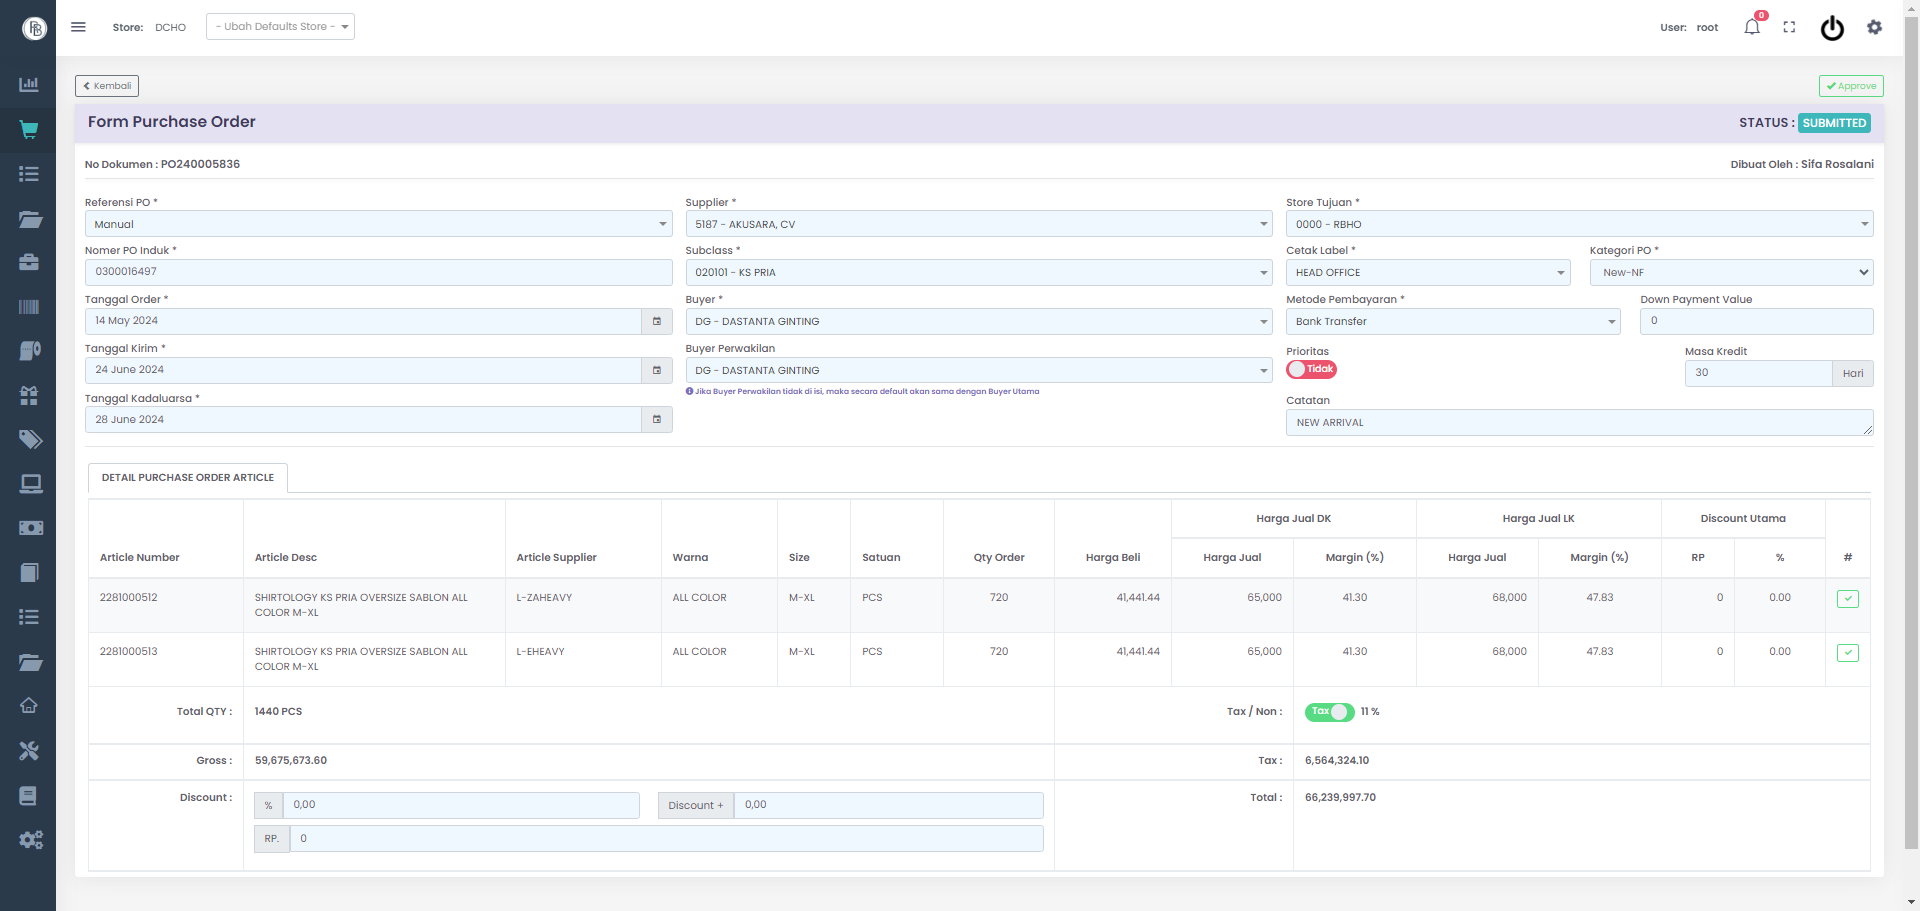 Store: DCHO - Ubah Defaults Store - User: root 0
Kembali Approve
Form Purchase Order STATUS : SUBMITTED
No Dokumen : PO240005836 Dibuat Oleh : Sifa Rosalani
Referensi PO * Supplier * Store Tujuan *
Manual 5187 - AKUSARA, CV 0000 - RBHO
Nomer PO Induk * Subclass * Cetak Label * Kategori PO *
0300016497 020101 - KS PRIA HEAD OFFICE New-NF
Tanggal Order * Buyer * Metode Pembayaran * Down Payment Value
14 May 2024 DG - DASTANTA GINTING Bank Transfer 0
Tanggal Kirim * Buyer Perwakilan Prioritas Masa Kredit
24 June 2024 DG - DASTANTA GINTING Tidak 30 Hari
Jika Buyer Perwakilan tidak di isi, maka secara default akan sama dengan Buyer Utama
Tanggal Kadaluarsa * Catatan
28 June 2024 NEW ARRIVAL
DETAIL PURCHASE ORDER ARTICLE
Harga Jual DK Harga Jual LK Discount Utama
Article Number Article Desc Article Supplier Warna Size Satuan Qty Order Harga Beli Harga Jual Margin (%) Harga Jual Margin (%) RP % #
2281000512 SHIRTOLOGY KS PRIA OVERSIZE SABLON ALL L-ZAHEAVY ALL COLOR M-XL PCS 720 41,441.44 65,000 41.30 68,000 47.83 0 0.00
COLOR M-XL
2281000513 SHIRTOLOGY KS PRIA OVERSIZE SABLON ALL L-EHEAVY ALL COLOR M-XL PCS 720 41,441.44 65,000 41.30 68,000 47.83 0 0.00
COLOR M-XL
Total QTY : 1440 PCS Tax / Non : Tax 11 %
Gross : 59,675,673.60 Tax : 6,564,324.10
Discount : % 0,00 Discount + 0,00 Total : 66,239,997.70
RP. 0